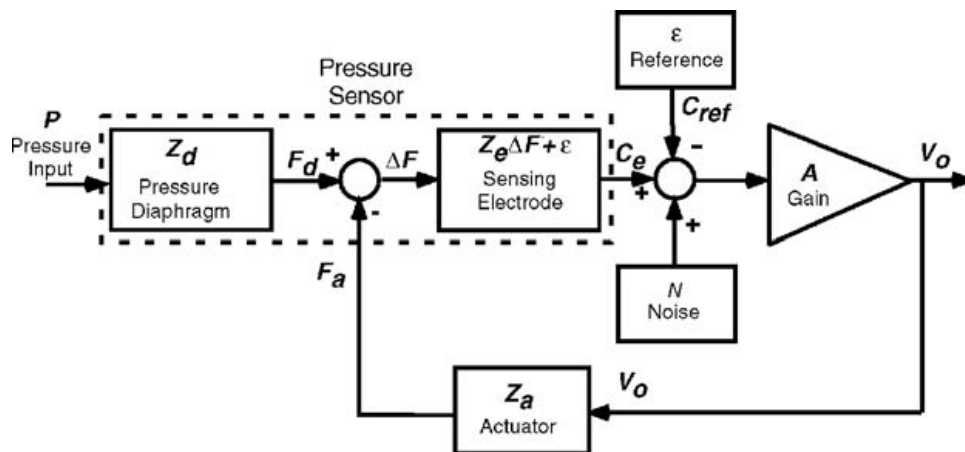 ε
Reference
Pressure
Sensor
C_ref
-
P
Pressure
Input
Z_d
Pressure
Diaphragm
F_d
+
ΔF
-
Z_eΔF+ε
Sensing
Electrode
C_e
+
+
A
Gain
V_o
F_a
N
Noise
Z_a
Actuator
V_o